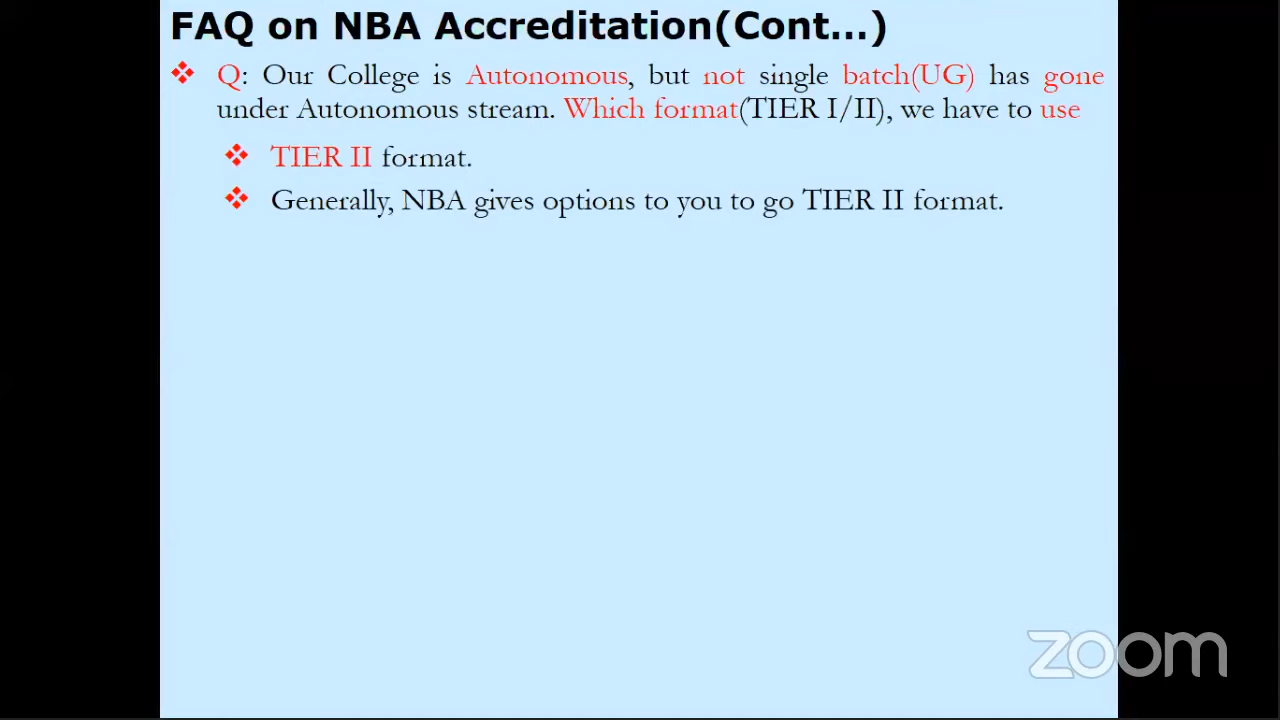 FAQ on NBA Accreditation(Cont...)
Q: Our College is Autonomous, but not single batch(UG) has gone
under Autonomous stream. Which format(TIER I/II), we have to use
TIER II format.
Generally, NBA gives options to you to go TIER II format.
zoom